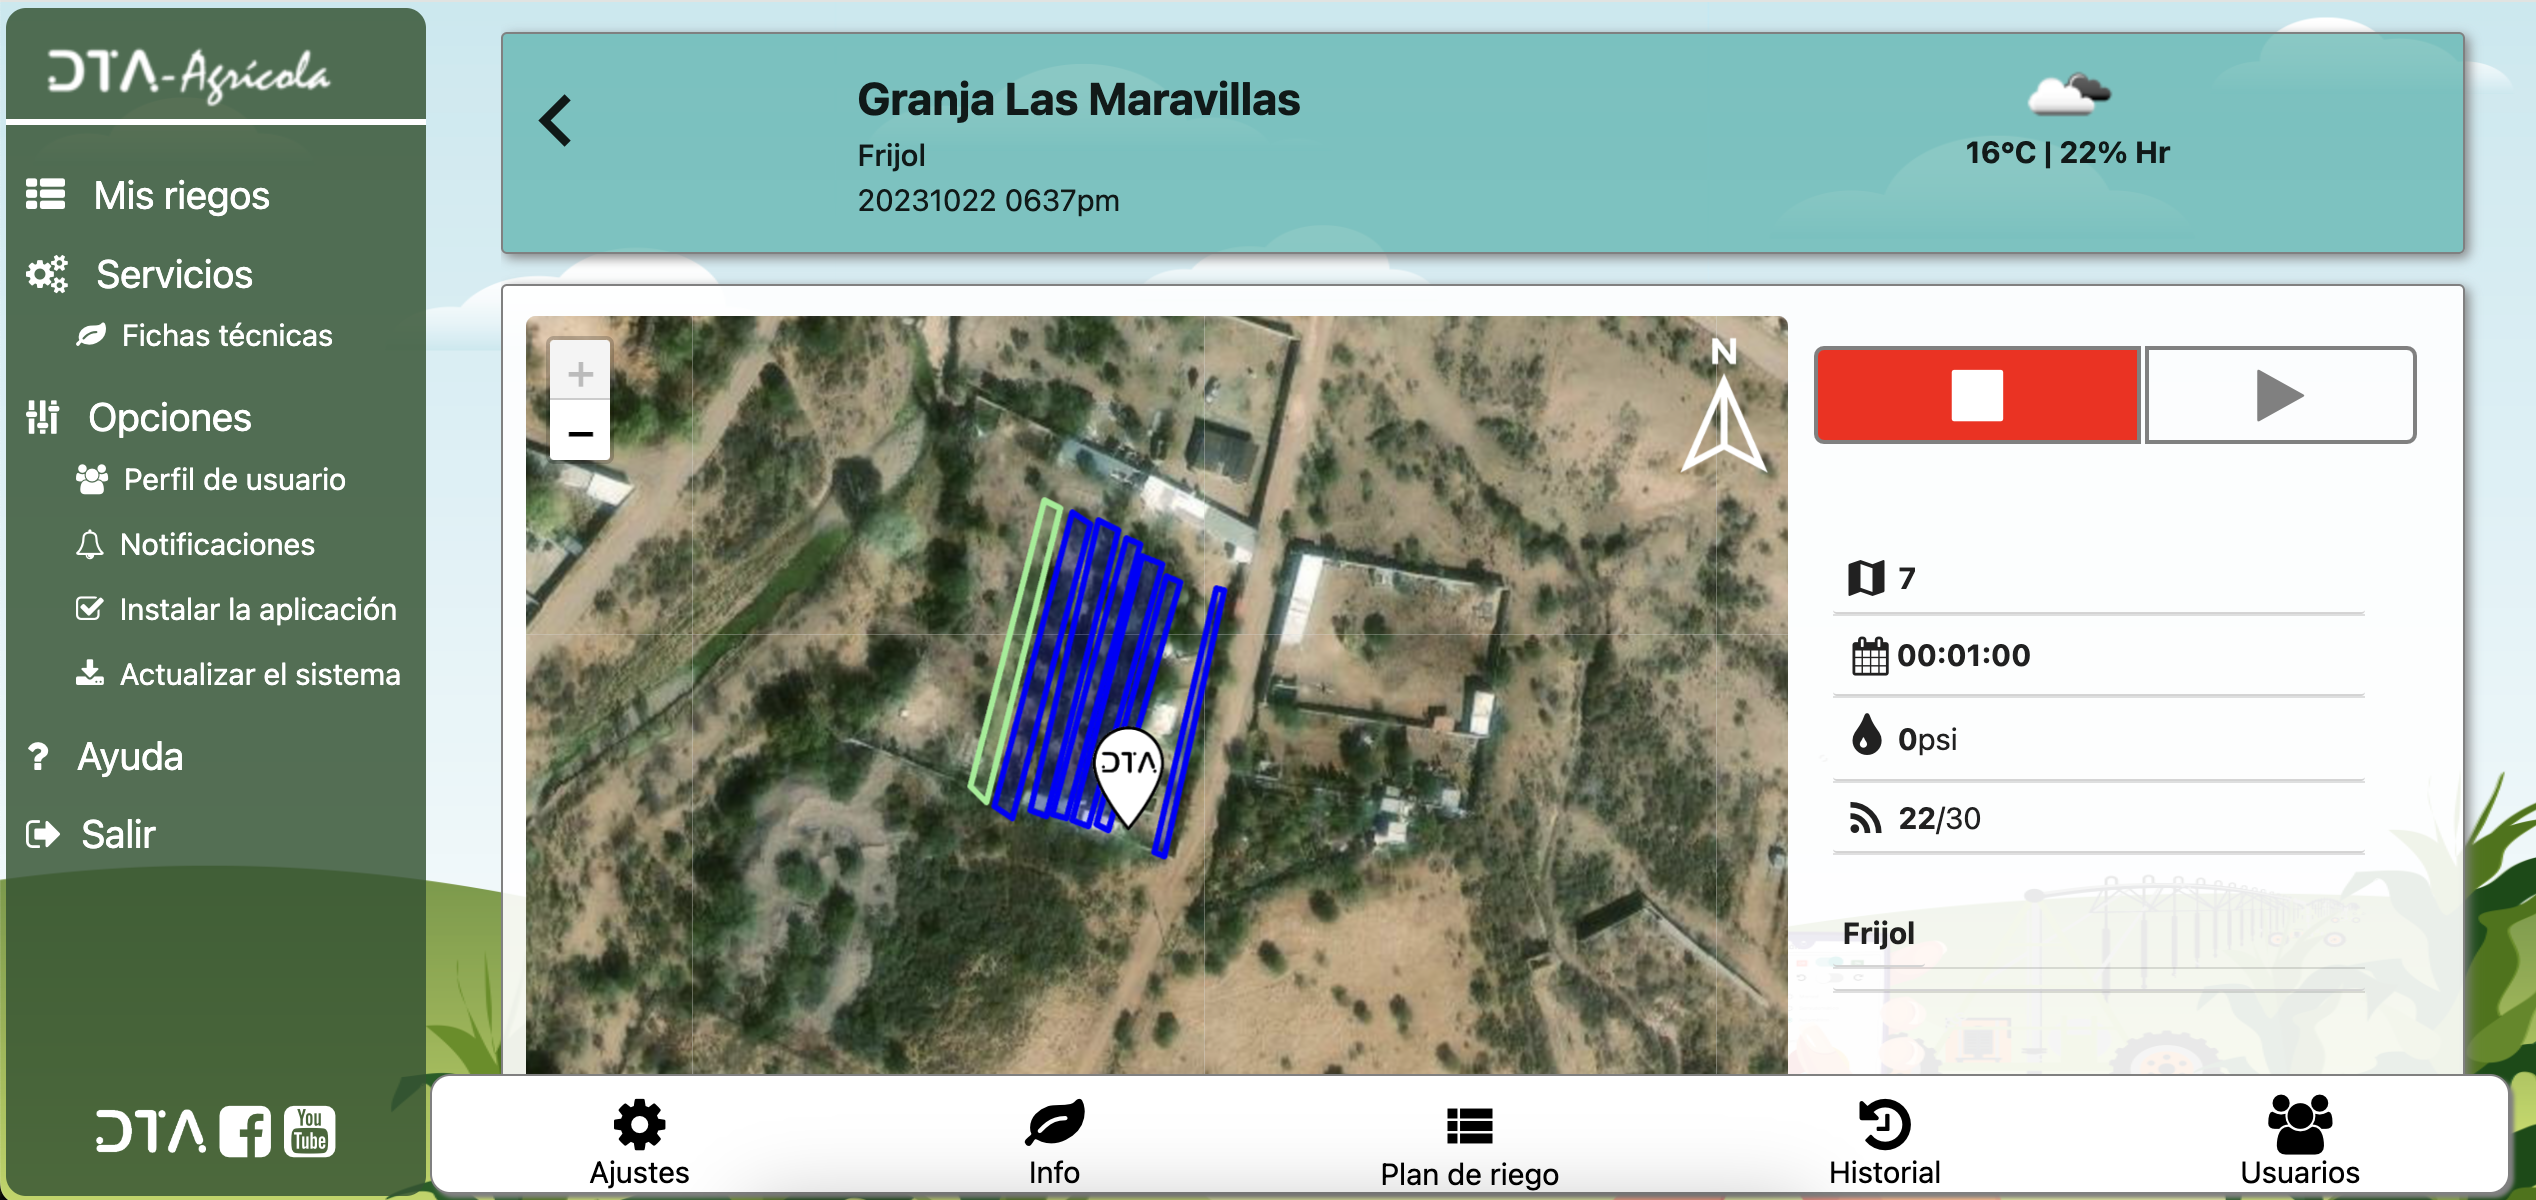 DTA-Agrícola
Mis riegos
Servicios
Fichas técnicas
Opciones
Perfil de usuario
Notificaciones
Instalar la aplicación
Actualizar el sistema
? Ayuda
Salir
DTA
You
Tube
Granja Las Maravillas
Frijol
20231022 0637pm
16°C | 22% Hr
+
−
N
DTA
7
00:01:00
0psi
22/30
Frijol
Ajustes
Info
Plan de riego
Historial
Usuarios